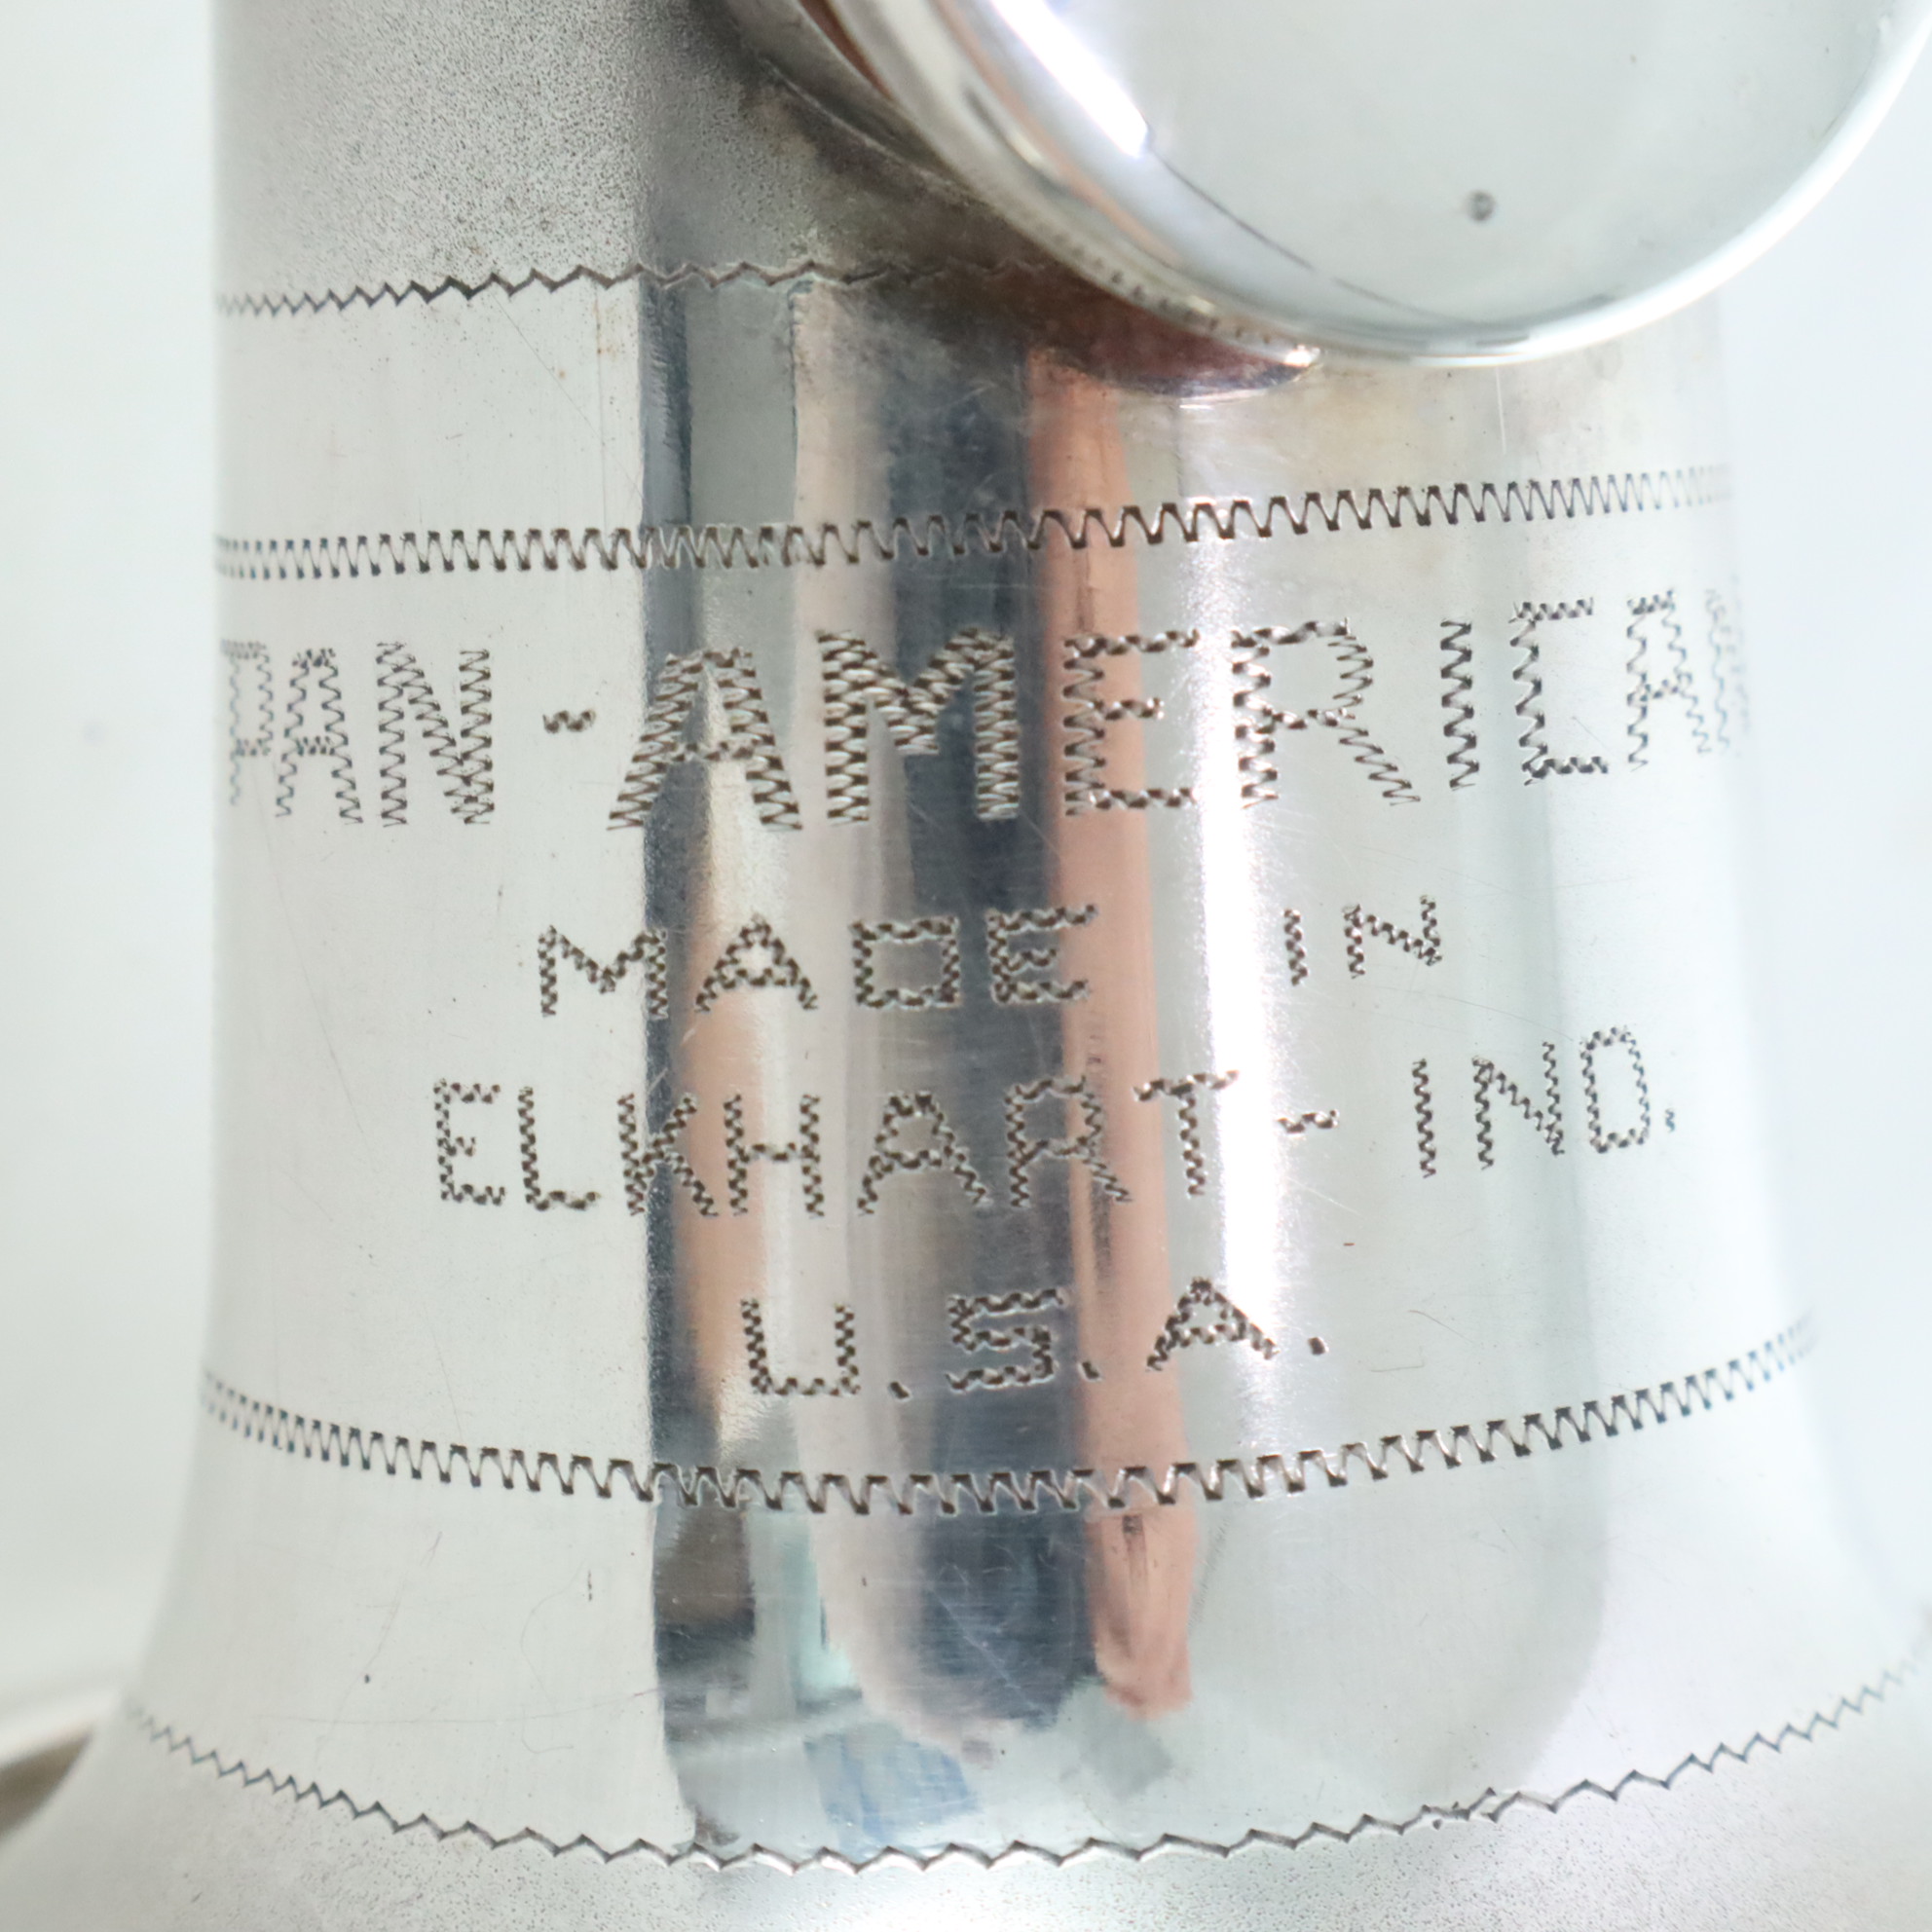 PAN-AMERICAN
MADE IN
ELKHART-IND.
U.S.A.